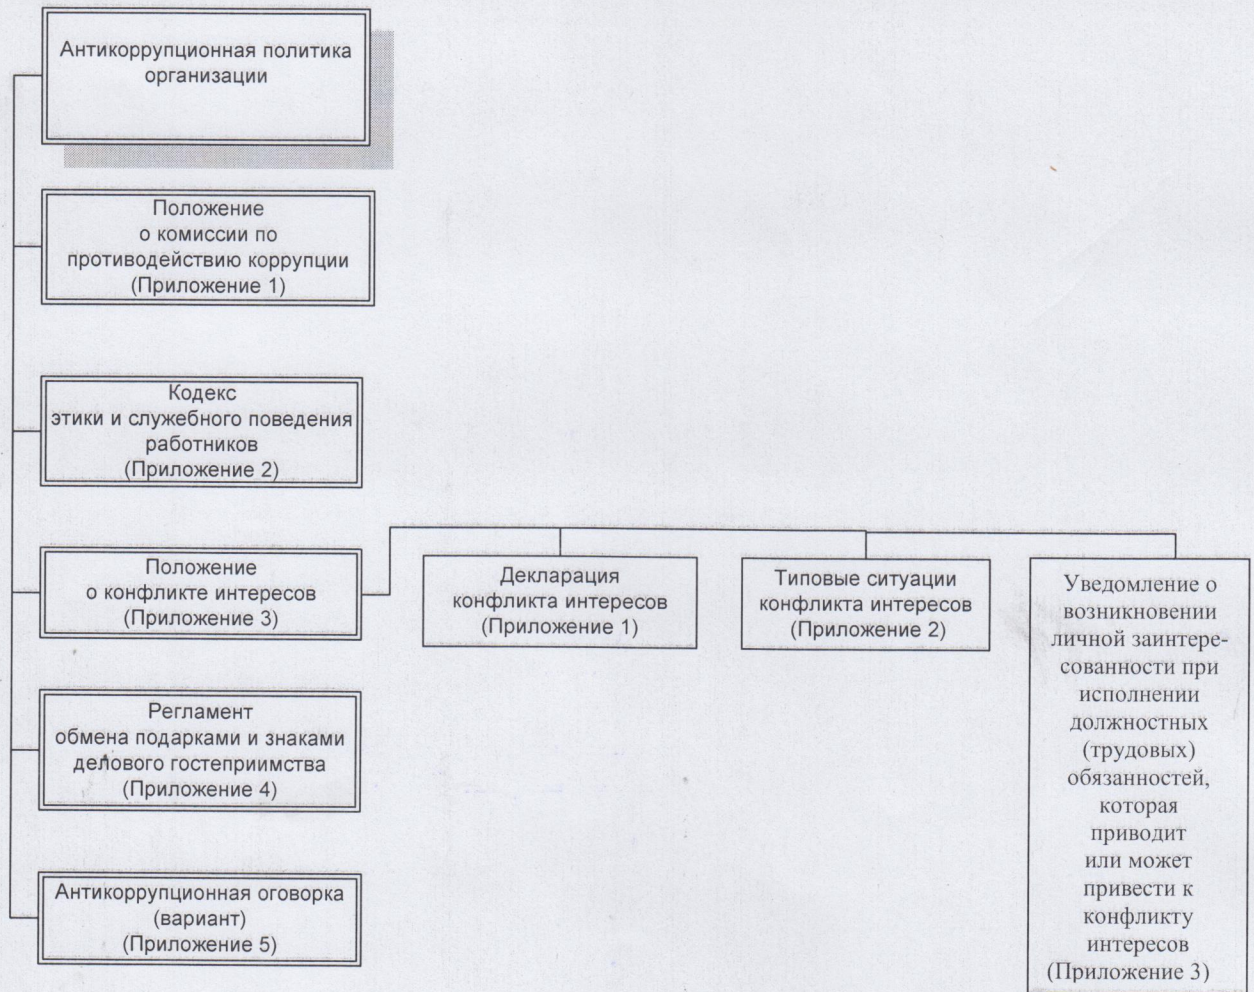 Антикоррупционная политика
организации
Положение
о комиссии по
противодействию коррупции
(Приложение 1)
Кодекс
этики и служебного поведения
работников
(Приложение 2)
Положение
о конфликте интересов
(Приложение 3)
Декларация
конфликта интересов
(Приложение 1)
Типовые ситуации
конфликта интересов
(Приложение 2)
Уведомление о
возникновении
личной заинтере-
сованности при
исполнении
должностных
(трудовых)
обязанностей,
которая
приводит
или может
привести к
конфликту
интересов
(Приложение 3)
Регламент
обмена подарками и знаками
делового гостеприимства
(Приложение 4)
Антикоррупционная оговорка
(вариант)
(Приложение 5)